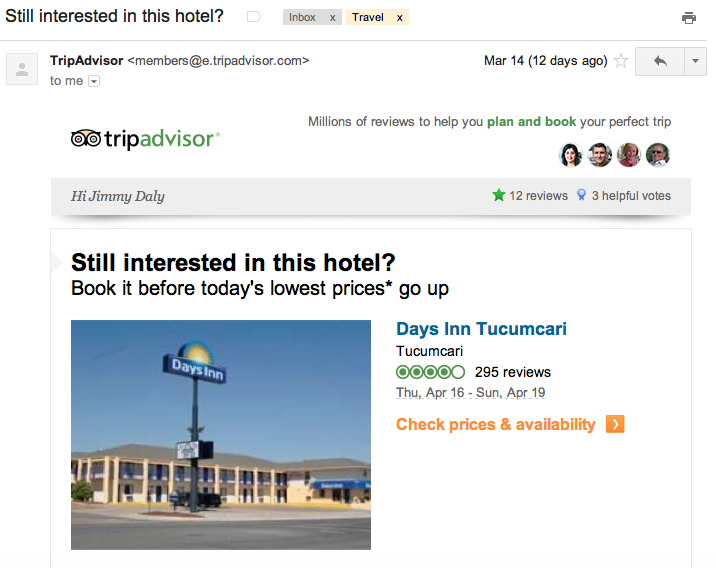 Still interested in this hotel?
Inbox x
Travel x
TripAdvisor <members@e.tripadvisor.com>
Mar 14 (12 days ago)
to me
tripadvisor®
Millions of reviews to help you plan and book your perfect trip
Hi Jimmy Daly
12 reviews
3 helpful votes
Still interested in this hotel?
Book it before today's lowest prices* go up
Days Inn
Days Inn Tucumcari
Tucumcari
295 reviews
Thu, Apr 16 - Sun, Apr 19
Check prices & availability